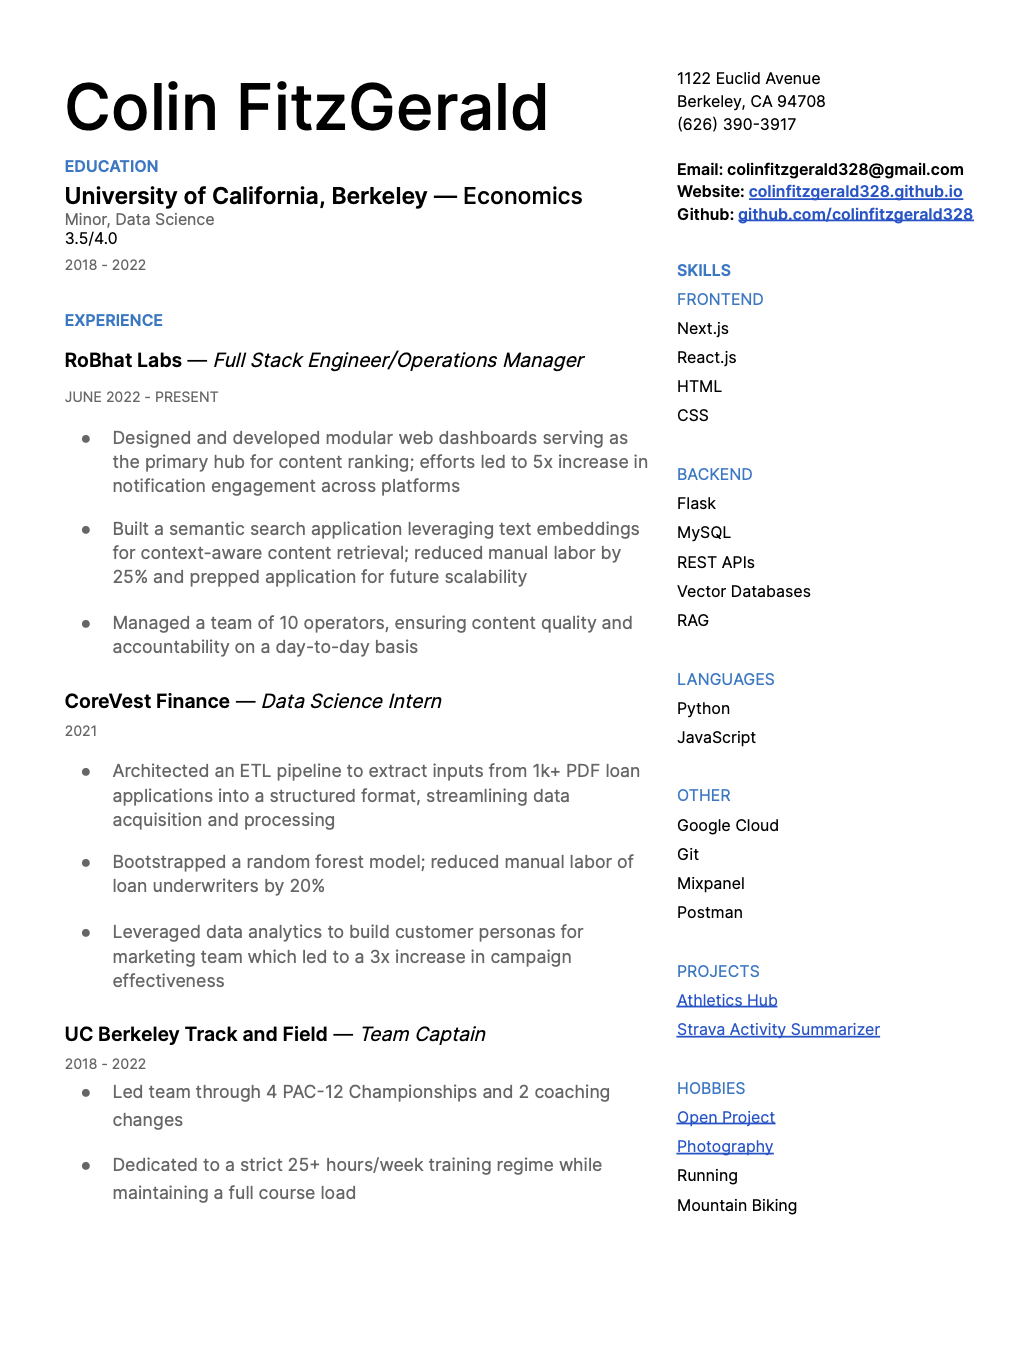 Colin FitzGerald
EDUCATION
University of California, Berkeley — Economics
Minor, Data Science
3.5/4.0
2018 - 2022
EXPERIENCE
RoBhat Labs — Full Stack Engineer/Operations Manager
JUNE 2022 - PRESENT
● Designed and developed modular web dashboards serving as
the primary hub for content ranking; efforts led to 5x increase in
notification engagement across platforms
● Built a semantic search application leveraging text embeddings
for context-aware content retrieval; reduced manual labor by
25% and prepped application for future scalability
● Managed a team of 10 operators, ensuring content quality and
accountability on a day-to-day basis
CoreVest Finance — Data Science Intern
2021
● Architected an ETL pipeline to extract inputs from 1k+ PDF loan
applications into a structured format, streamlining data
acquisition and processing
● Bootstrapped a random forest model; reduced manual labor of
loan underwriters by 20%
● Leveraged data analytics to build customer personas for
marketing team which led to a 3x increase in campaign
effectiveness
UC Berkeley Track and Field — Team Captain
2018 - 2022
● Led team through 4 PAC-12 Championships and 2 coaching
changes
● Dedicated to a strict 25+ hours/week training regime while
maintaining a full course load
1122 Euclid Avenue
Berkeley, CA 94708
(626) 390-3917
Email: colinfitzgerald328@gmail.com
Website: colinfitzgerald328.github.io
Github: github.com/colinfitzgerald328
SKILLS
FRONTEND
Next.js
React.js
HTML
CSS
BACKEND
Flask
MySQL
REST APIs
Vector Databases
RAG
LANGUAGES
Python
JavaScript
OTHER
Google Cloud
Git
Mixpanel
Postman
PROJECTS
Athletics Hub
Strava Activity Summarizer
HOBBIES
Open Project
Photography
Running
Mountain Biking